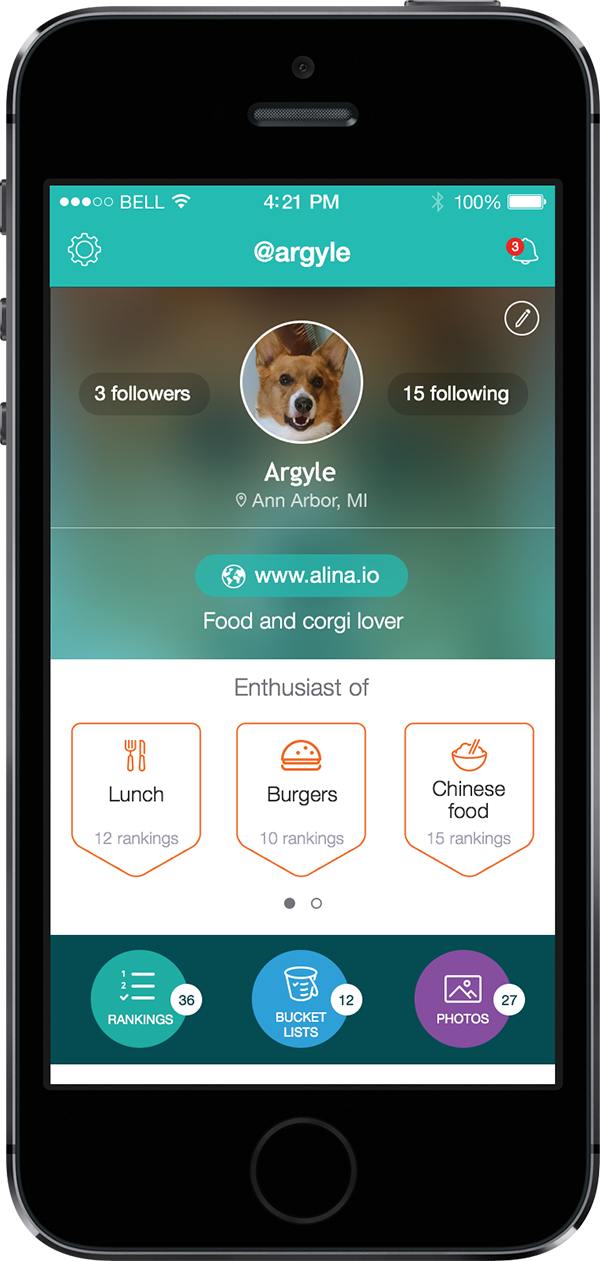 BELL 4:21 PM 100%
@argyle
3
3 followers
15 following
Argyle
Ann Arbor, MI
www.alina.io
Food and corgi lover
Enthusiast of
Lunch
12 rankings
Burgers
10 rankings
Chinese
food
15 rankings
1
2
RANKINGS
36
BUCKET
LISTS
12
PHOTOS
27